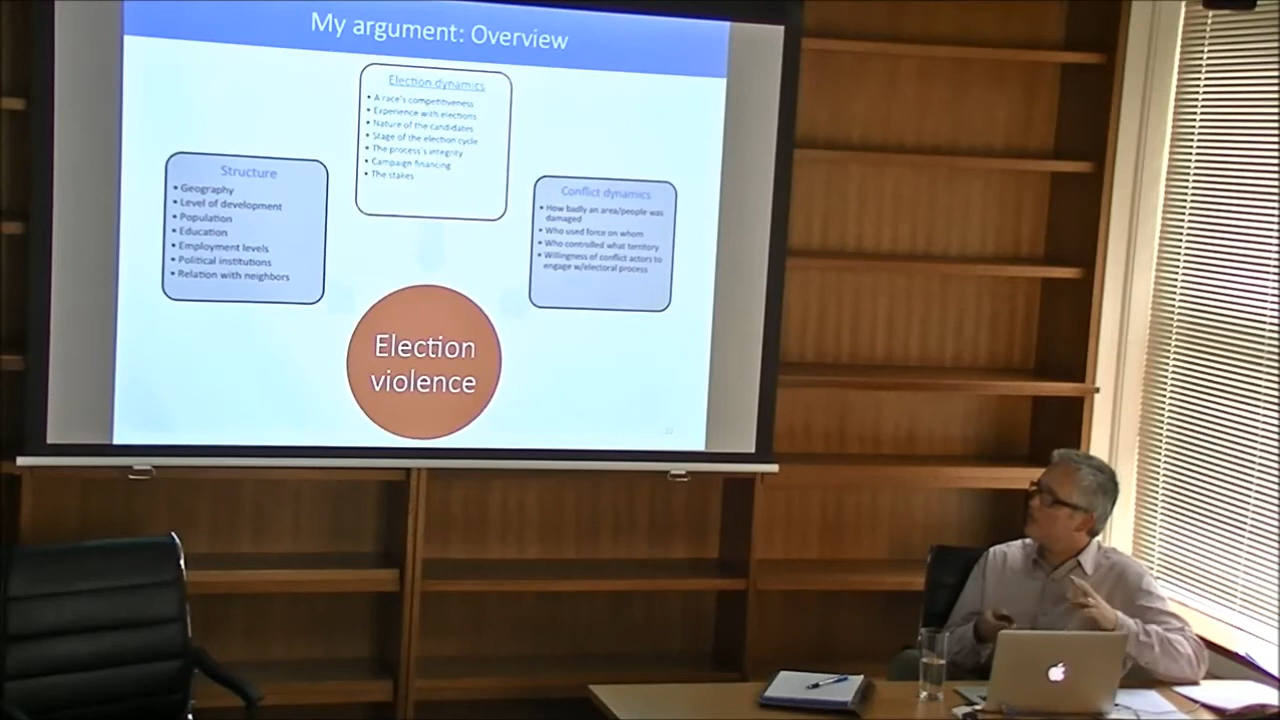 My argument: Overview
Election dynamics
• A race's competitiveness
• Experience with elections
• Nature of the candidates
• Stage of the election cycle
• The process's integrity
• Campaign financing
• The stakes
Structure
• Geography
• Level of development
• Population
• Education
• Employment levels
• Political institutions
• Relation with neighbors
Conflict dynamics
• How badly an area/people was
damaged
• Who used force on whom
• Who controlled what territory
• Willingness of conflict actors to
engage w/electoral process
Election
violence